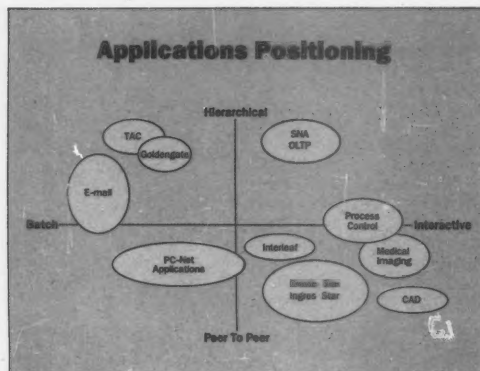 Applications Positioning
Hierarchical
TAC
Goldengate
SNA
OLTP
E-mail
Process
Control
Batch
Interactive
Interleaf
Medical
Imaging
PC-Net
Applications
Ingres Star
CAD
Peer To Peer